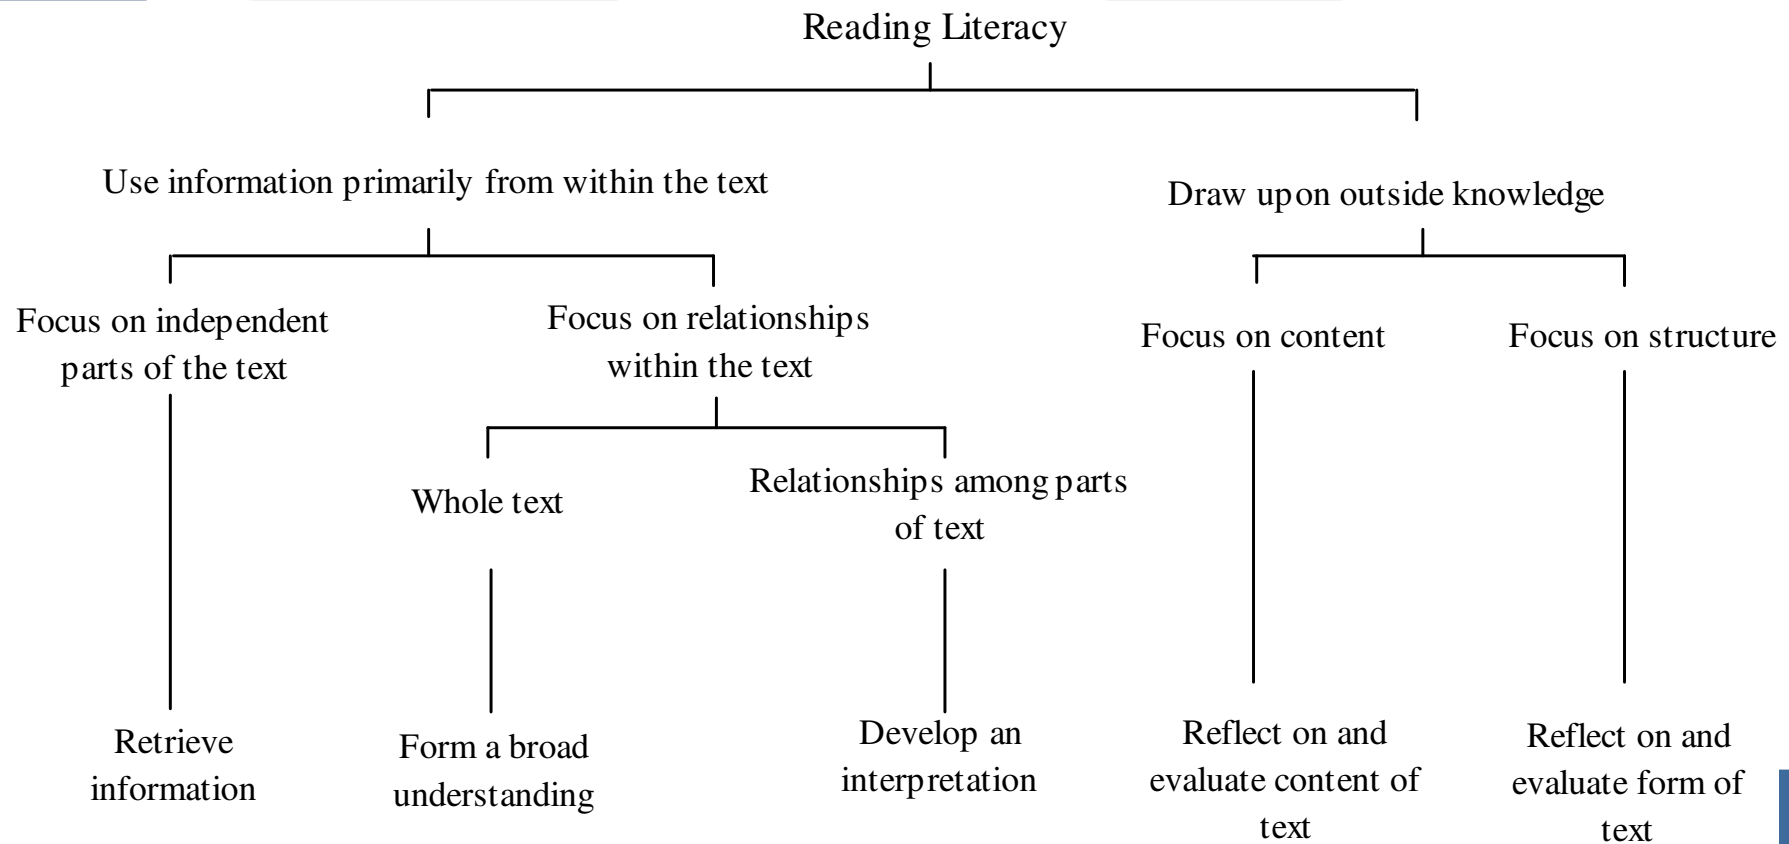 Reading Literacy
Use information primarily from within the text
Draw upon outside knowledge
Focus on independent
parts of the text
Focus on relationships
within the text
Focus on content
Focus on structure
Whole text
Relationships among parts
of text
Retrieve
information
Form a broad
understanding
Develop an
interpretation
Reflect on and
evaluate content of
text
Reflect on and
evaluate form of
text